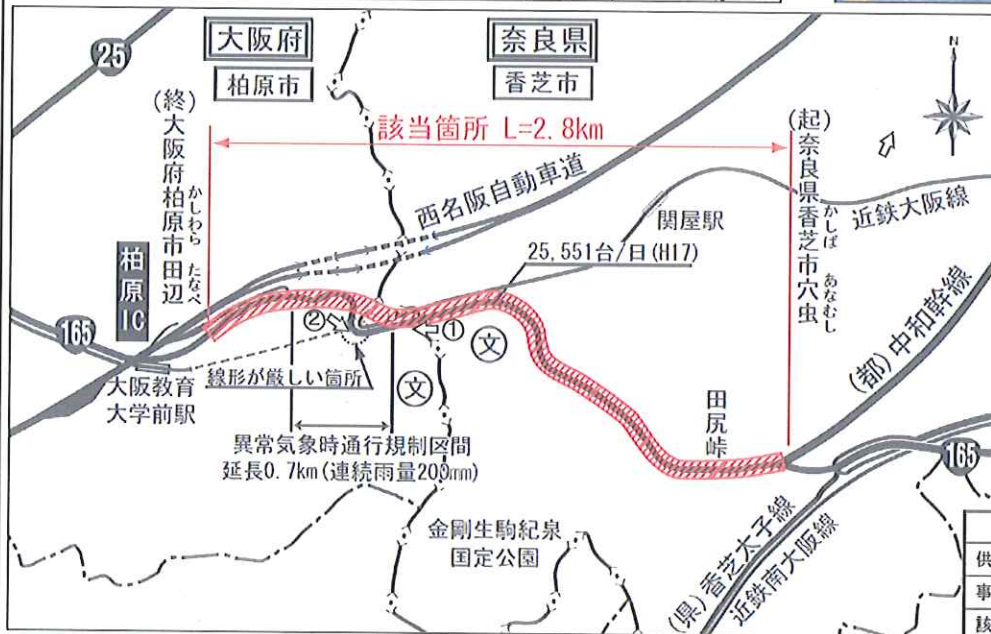 大阪府
柏原市
奈良県
香芝市
25
N
該当箇所 L=2.8km
(終)大阪府柏原市田辺
かしわら たなべ
(起)奈良県香芝市穴虫
かしば あなむし
西名阪自動車道
関屋駅
近鉄大阪線
25,551台/日(H17)
柏原IC
165
②
①
文
文
大阪教育
大学前駅
線形が厳しい箇所
異常気象時通行規制区間
延長0.7km(連続雨量200mm)
田尻峠
(都)中和幹線
165
金剛生駒紀泉
国定公園
(県)香芝太子線
近鉄南大阪線
供
事
該